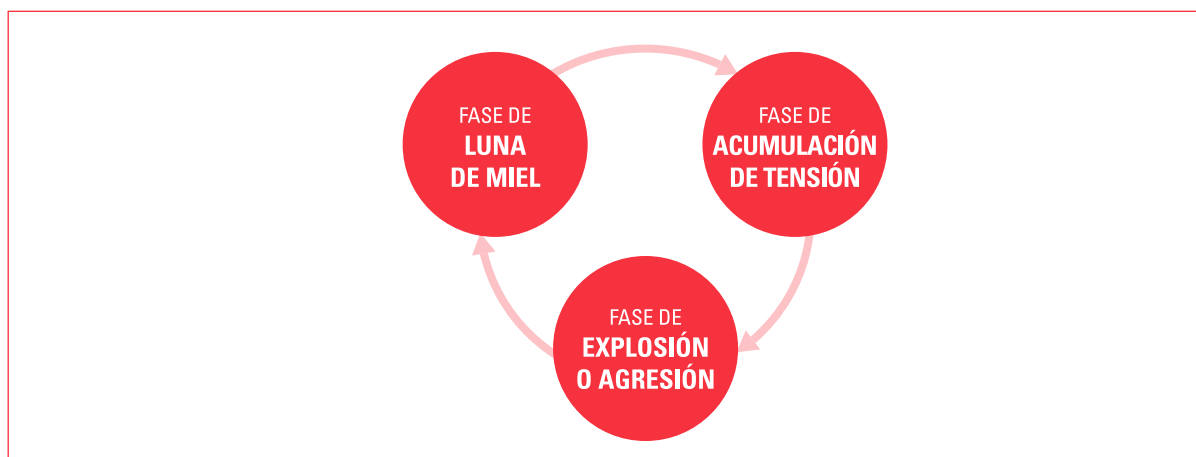 FASE DE
LUNA
DE MIEL
FASE DE
ACUMULACIÓN
DE TENSIÓN
FASE DE
EXPLOSIÓN
O AGRESIÓN